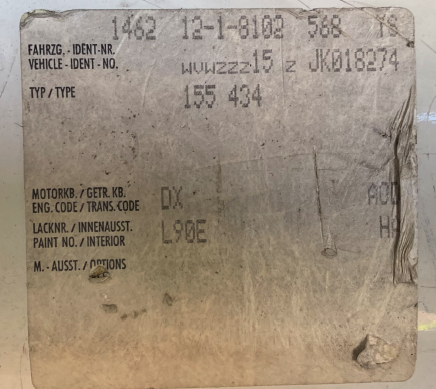 1462 12-1-8102 568
FAHRZG. - IDENT-NR.
VEHICLE - IDENT - NO. WVWZZZ15 Z JK018274
TYP / TYPE 155 434
MOTORKB. / GETR. KB.
ENG. CODE / TRANS. CODE DX
LACKNR. / INNENAUSST.
PAINT NO. / INTERIOR L90E
M. - AUSST. / OPTIONS